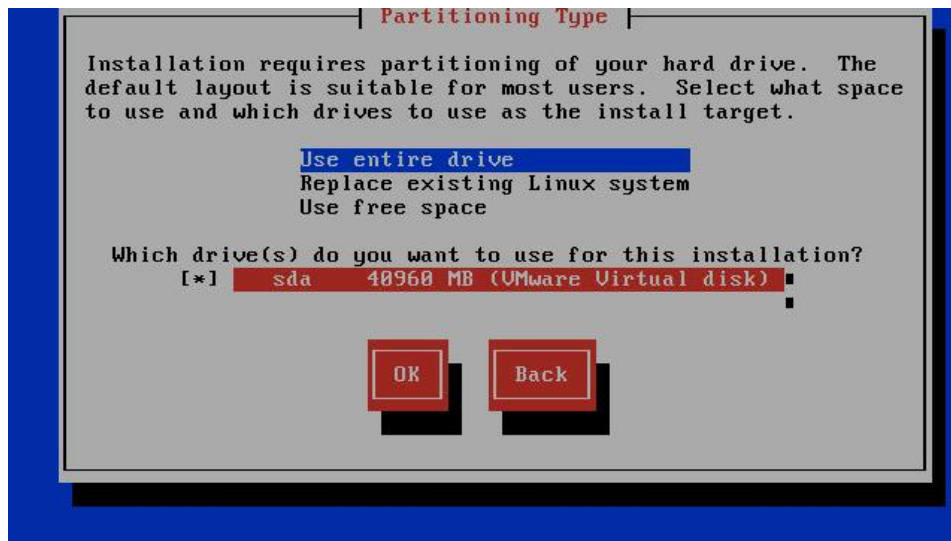 Partitioning Type
Installation requires partitioning of your hard drive. The
default layout is suitable for most users. Select what space
to use and which drives to use as the install target.
Use entire drive
Replace existing Linux system
Use free space
Which drive(s) do you want to use for this installation?
[*] sda 40960 MB (VMware Virtual disk)
OK Back